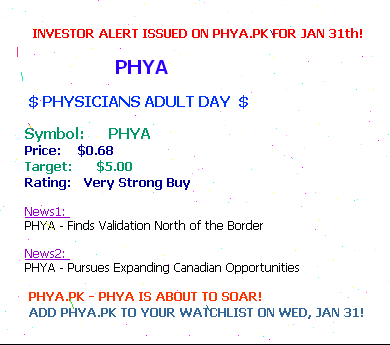 INVESTOR ALERT ISSUED ON PHYA.PK FOR JAN 31th!
PHYA
$ PHYSICIANS ADULT DAY $
Symbol: PHYA
Price: $0.68
Target: $5.00
Rating: Very Strong Buy
News1:
PHYA - Finds Validation North of the Border
News2:
PHYA - Pursues Expanding Canadian Opportunities
PHYA.PK - PHYA IS ABOUT TO SOAR!
ADD PHYA.PK TO YOUR WATCHLIST ON WED, JAN 31!